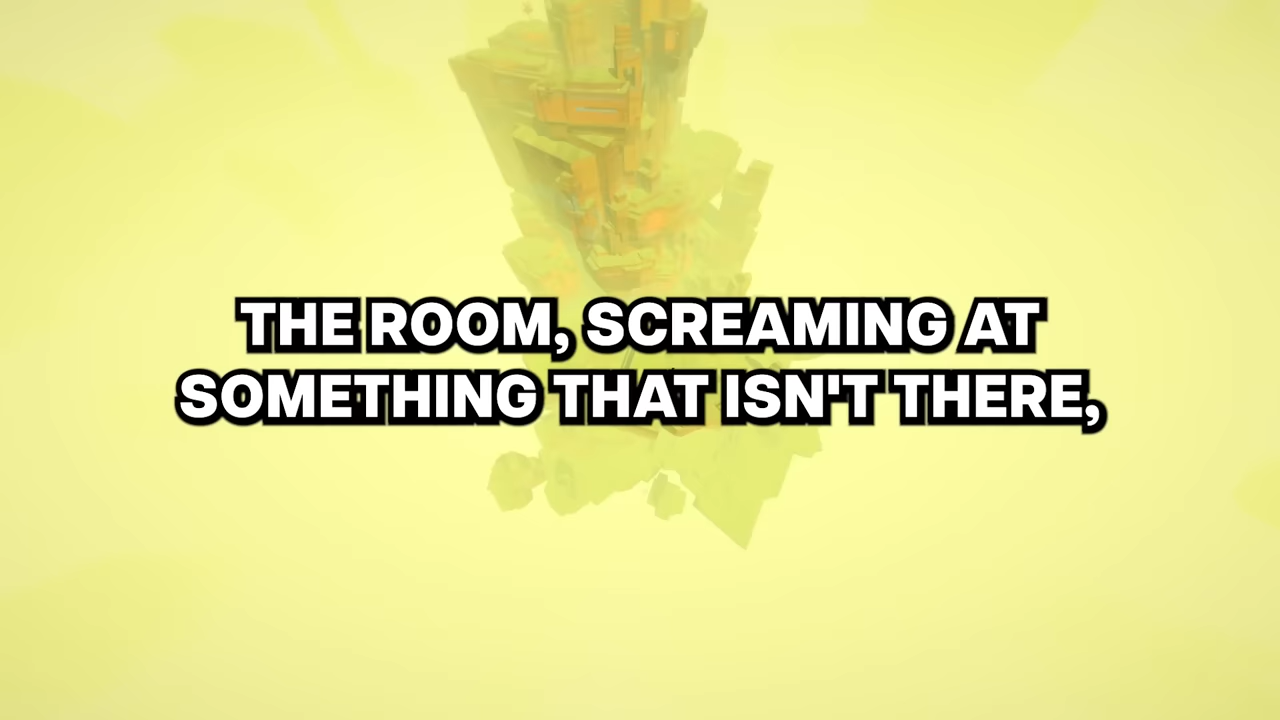 THE ROOM, SCREAMING AT
SOMETHING THAT ISN'T THERE,